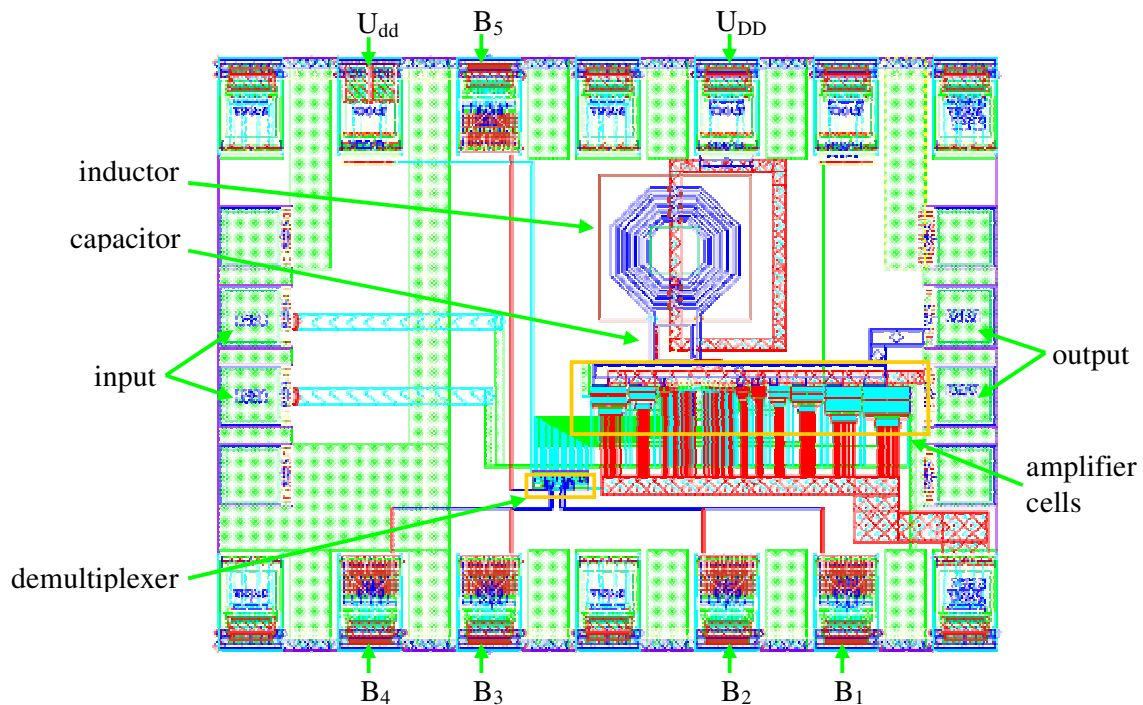 U_dd B_5 U_DD
inductor
capacitor
input
output
amplifier
cells
demultiplexer
B_4 B_3 B_2 B_1